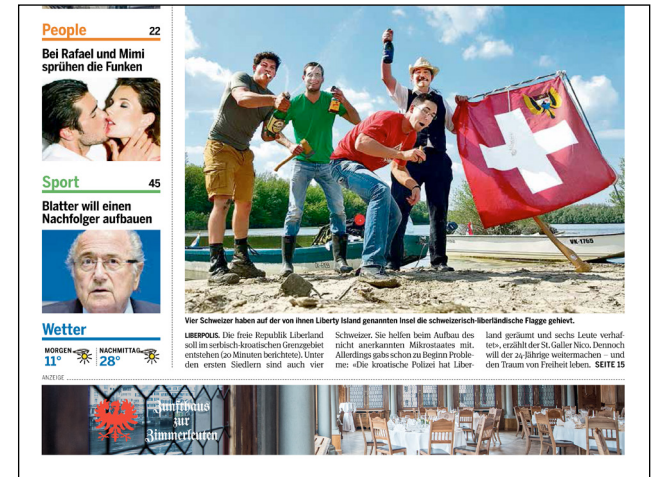 People 22
Bei Rafael und Mimi
sprühen die Funken
Sport 45
Blatter will einen
Nachfolger aufbauen
Wetter
MORGEN
11°
NACHMITTAG
28°
VK-1765
Vier Schweizer haben auf der von ihnen Liberty Island genannten Insel die schweizerisch-liberländische Flagge gehievt.
LIBERPOLIS. Die freie Republik Liberland
soll im serbisch-kroatischen Grenzgebiet
entstehen (20 Minuten berichtete). Unter
den ersten Siedlern sind auch vier
Schweizer. Sie helfen beim Aufbau des
nicht anerkannten Mikrostaates mit.
Allerdings gabs schon zu Beginn Proble-
me: «Die kroatische Polizei hat Liber-
land geräumt und sechs Leute verhaf-
tet», erzählt der St. Galler Nico. Dennoch
will der 24-Jährige weitermachen – und
den Traum von Freiheit leben. SEITE 15
ANZEIGE
Zunfthaus
zur
Zimmerleuten